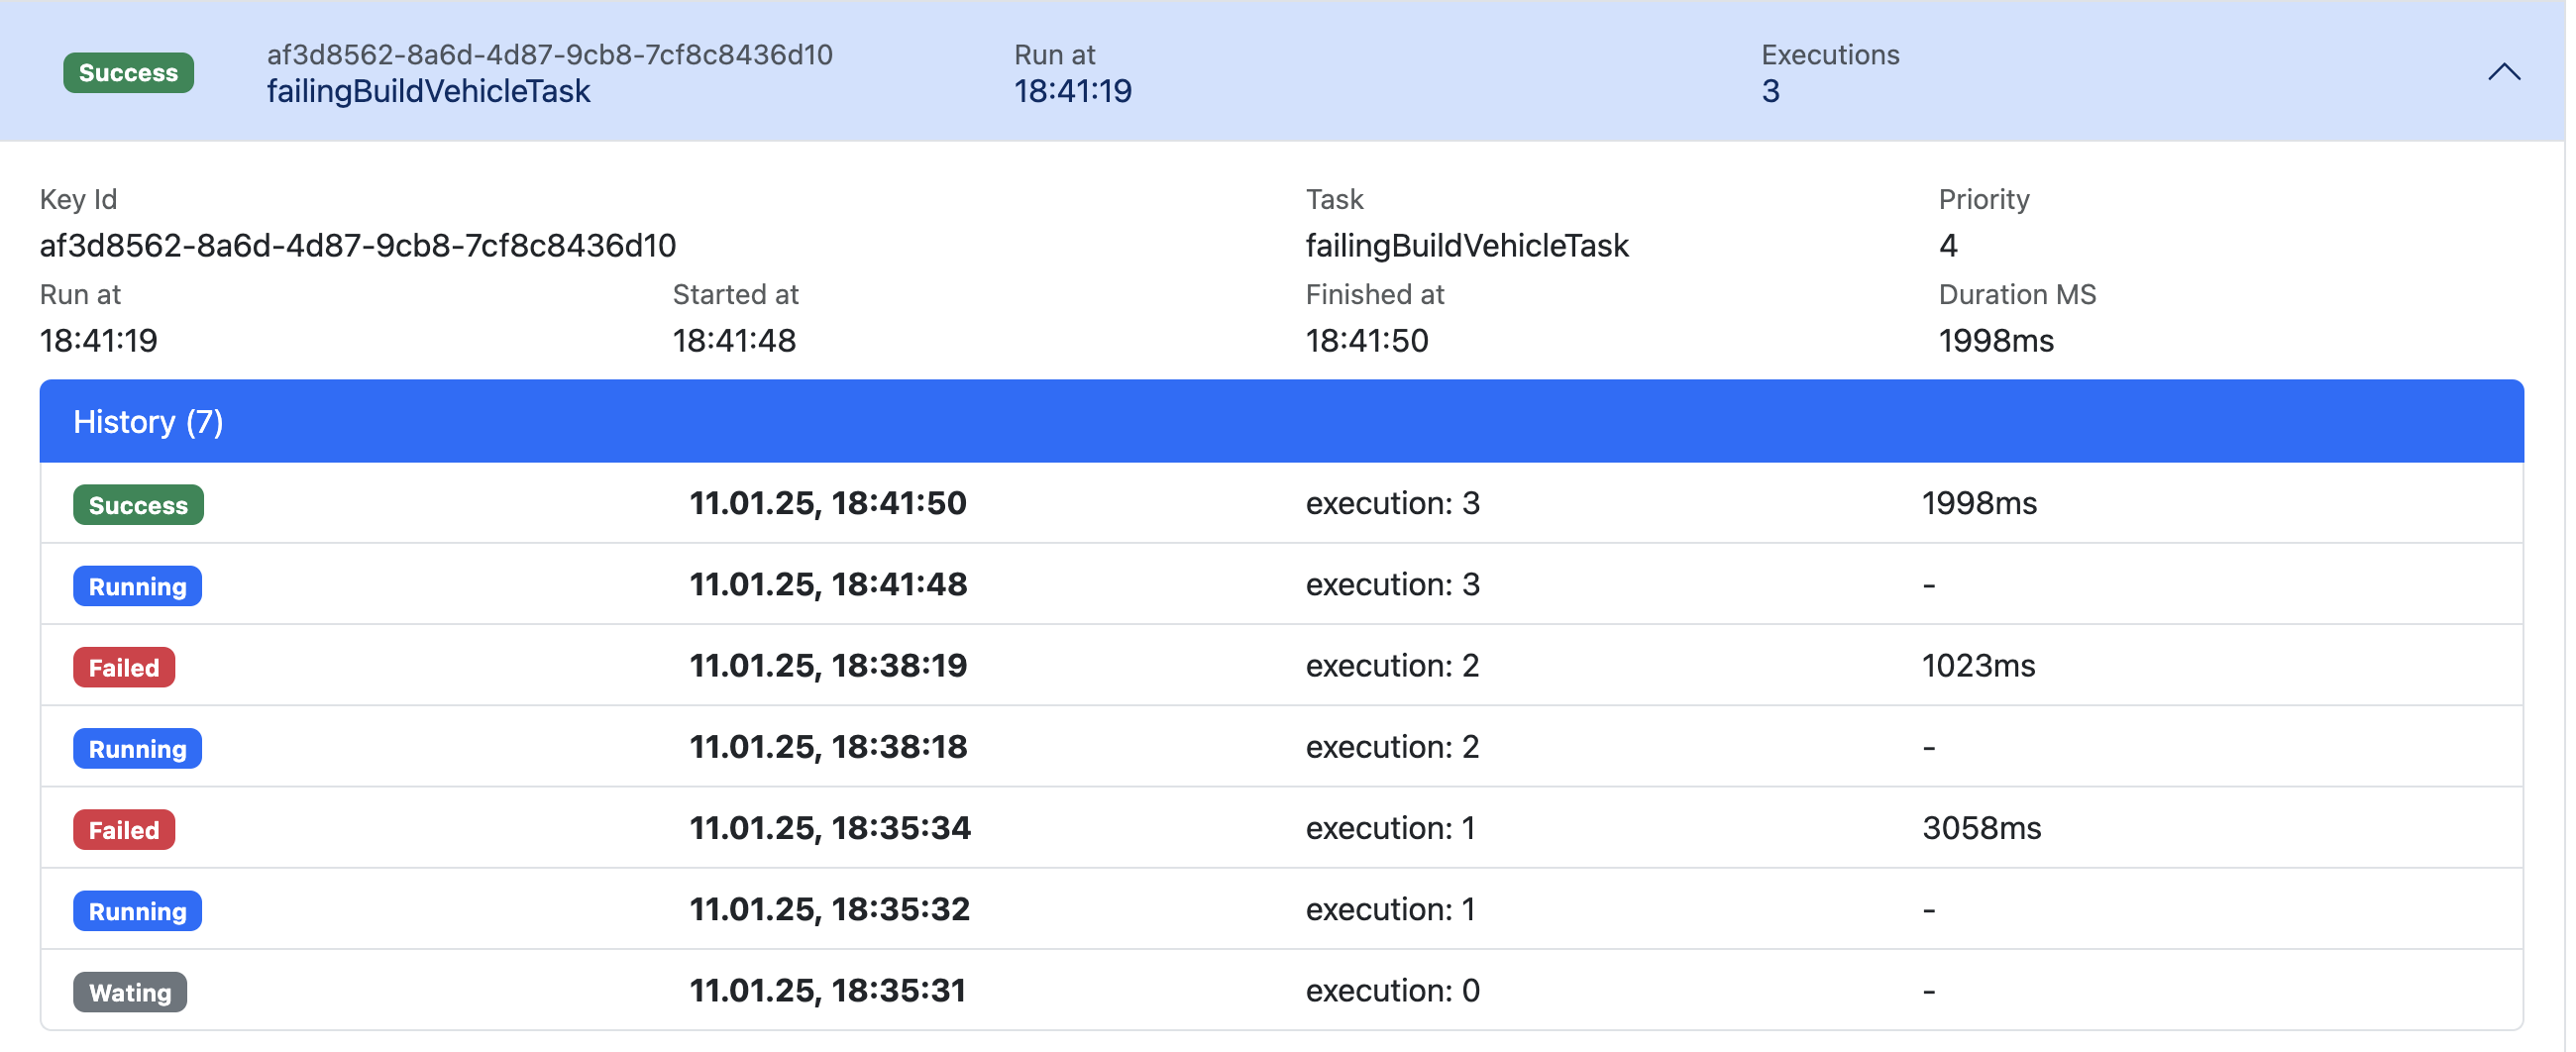 Success
af3d8562-8a6d-4d87-9cb8-7cf8c8436d10 Run at Executions
failingBuildVehicleTask 18:41:19 3
Key Id Task Priority
af3d8562-8a6d-4d87-9cb8-7cf8c8436d10 failingBuildVehicleTask 4
Run at Started at Finished at Duration MS
18:41:19 18:41:48 18:41:50 1998ms
History (7)
Success 11.01.25, 18:41:50 execution: 3 1998ms
Running 11.01.25, 18:41:48 execution: 3 -
Failed 11.01.25, 18:38:19 execution: 2 1023ms
Running 11.01.25, 18:38:18 execution: 2 -
Failed 11.01.25, 18:35:34 execution: 1 3058ms
Running 11.01.25, 18:35:32 execution: 1 -
Wating 11.01.25, 18:35:31 execution: 0 -